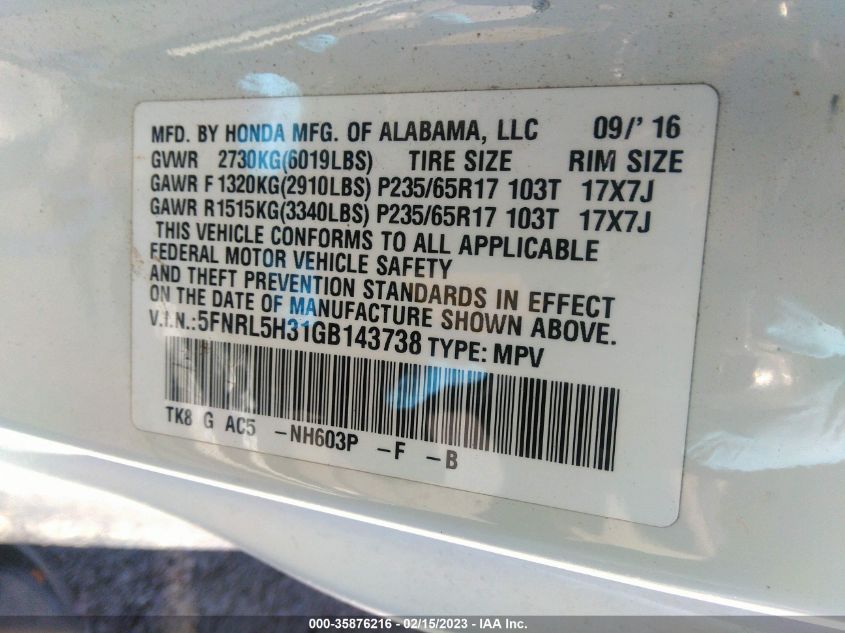 MFD. BY HONDA MFG. OF ALABAMA, LLC 09/' 16
GVWR 2730KG(6019LBS) TIRE SIZE RIM SIZE
GAWR F 1320KG(2910LBS) P235/65R17 103T 17X7J
GAWR R1515KG(3340LBS) P235/65R17 103T 17X7J
THIS VEHICLE CONFORMS TO ALL APPLICABLE
FEDERAL MOTOR VEHICLE SAFETY
AND THEFT PREVENTION STANDARDS IN EFFECT
ON THE DATE OF MANUFACTURE SHOWN ABOVE.
V.I.N.:5FNRL5H31GB143738 TYPE: MPV
TK8 G AC5 -NH603P -F -B
000-35876216 - 02/15/2023 - IAA Inc.